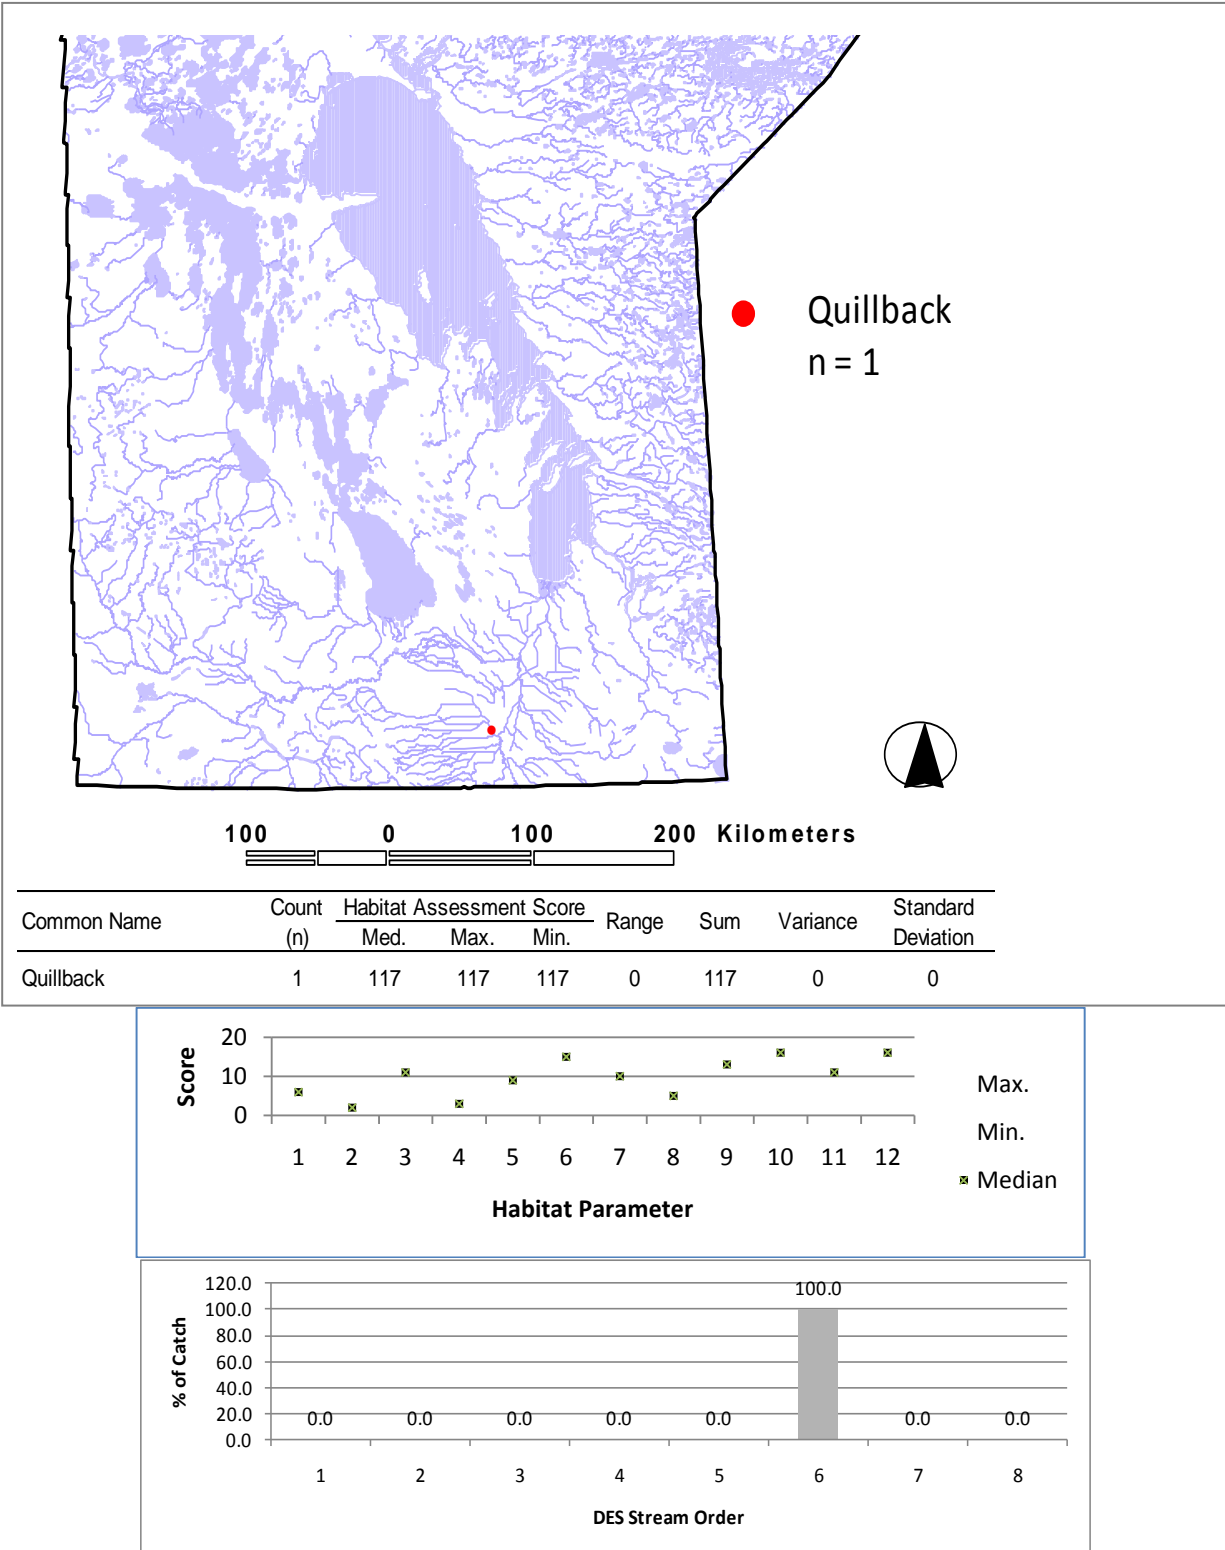 Quillback
n = 1
100 0 100 200 Kilometers
Common Name Count (n) Habitat Assessment Score Med. Max. Min. Range Sum Variance Standard Deviation
Quillback 1 117 117 117 0 117 0 0
20
10
0
Score
1 2 3 4 5 6 7 8 9 10 11 12
Habitat Parameter
Max.
Min.
Median
120.0
100.0
80.0
60.0
40.0
20.0
0.0
% of Catch
0.0 0.0 0.0 0.0 0.0 100.0 0.0 0.0
1 2 3 4 5 6 7 8
DES Stream Order